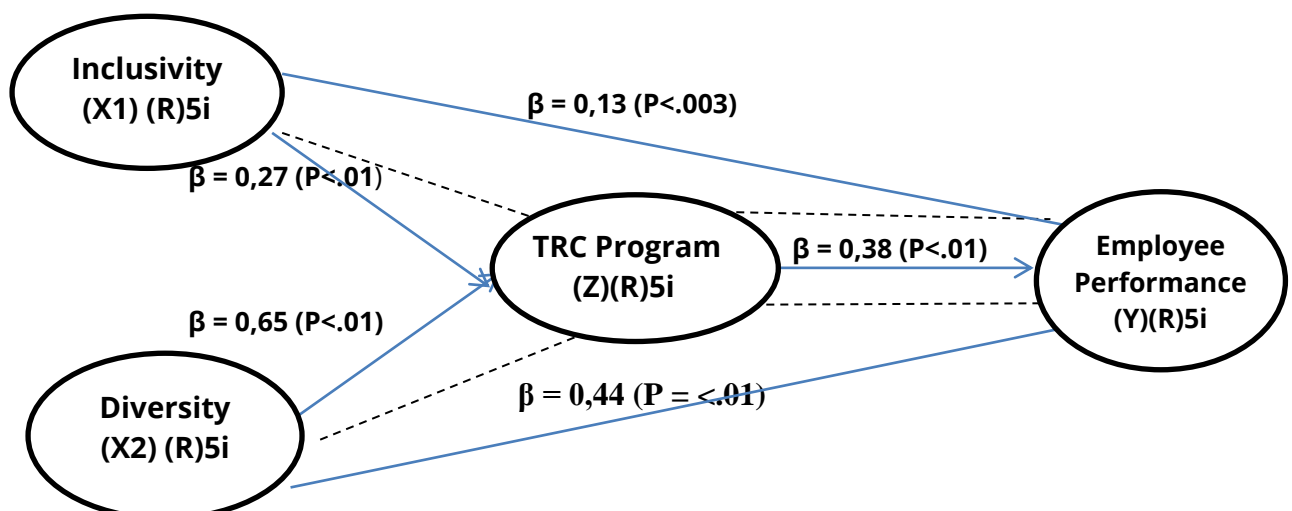 Inclusivity
(X1) (R)5i
β = 0,13 (P<.003)
β = 0,27 (P<.01)
TRC Program
(Z)(R)5i
β = 0,38 (P<.01)
Employee
Performance
(Y)(R)5i
β = 0,65 (P<.01)
Diversity
(X2) (R)5i
β = 0,44 (P = <.01)